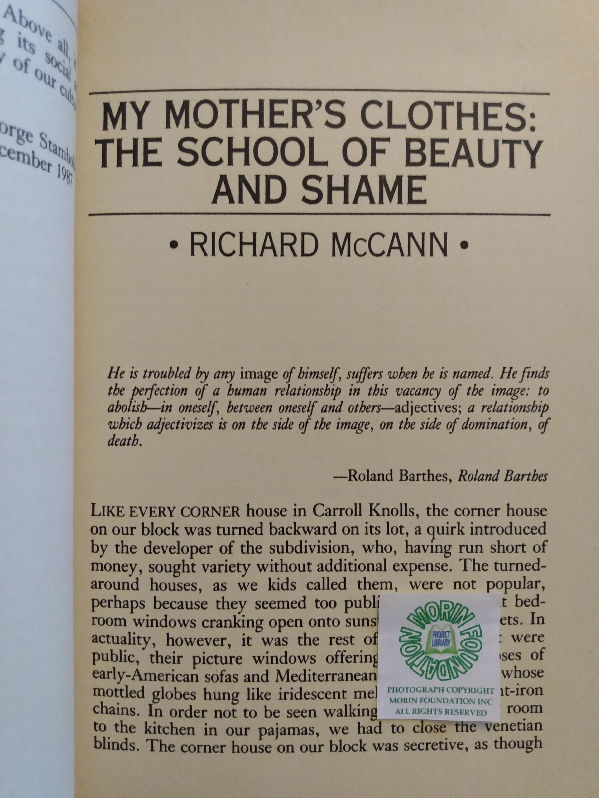 Above all,
its social
y of our
orge Stambol
cember 1987
MY MOTHER'S CLOTHES:
THE SCHOOL OF BEAUTY
AND SHAME
• RICHARD McCANN •
He is troubled by any image of himself, suffers when he is named. He finds
the perfection of a human relationship in this vacancy of the image: to
abolish—in oneself, between oneself and others—adjectives; a relationship
which adjectivizes is on the side of the image, on the side of domination, of
death.
—Roland Barthes, Roland Barthes
LIKE EVERY CORNER house in Carroll Knolls, the corner house
on our block was turned backward on its lot, a quirk introduced
by the developer of the subdivision, who, having run short of
money, sought variety without additional expense. The turned-
around houses, as we kids called them, were not popular,
perhaps because they seemed too publi t bed-
room windows cranking open onto suns ets. In
actuality, however, it was the rest of t were
public, their picture windows offering oses of
early-American sofas and Mediterranean whose
mottled globes hung like iridescent mel t-iron
chains. In order not to be seen walking room
to the kitchen in our pajamas, we had to close the venetian
blinds. The corner house on our block was secretive, as though
MORIN FOUNDATION
PROJECT
LIBRARY
PHOTOGRAPH COPYRIGHT
MORIN FOUNDATION INC
ALL RIGHTS RESERVED